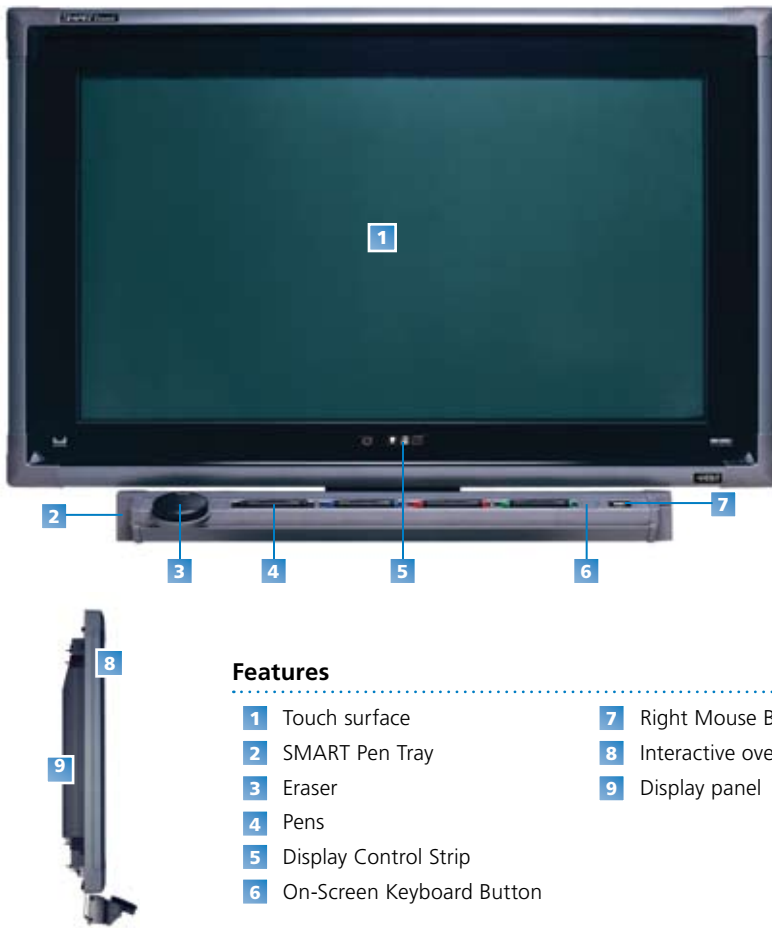 1
2
3
4
5
6
7
8
9
Features
1 Touch surface
2 SMART Pen Tray
3 Eraser
4 Pens
5 Display Control Strip
6 On-Screen Keyboard Button
7 Right Mouse B
8 Interactive ove
9 Display panel